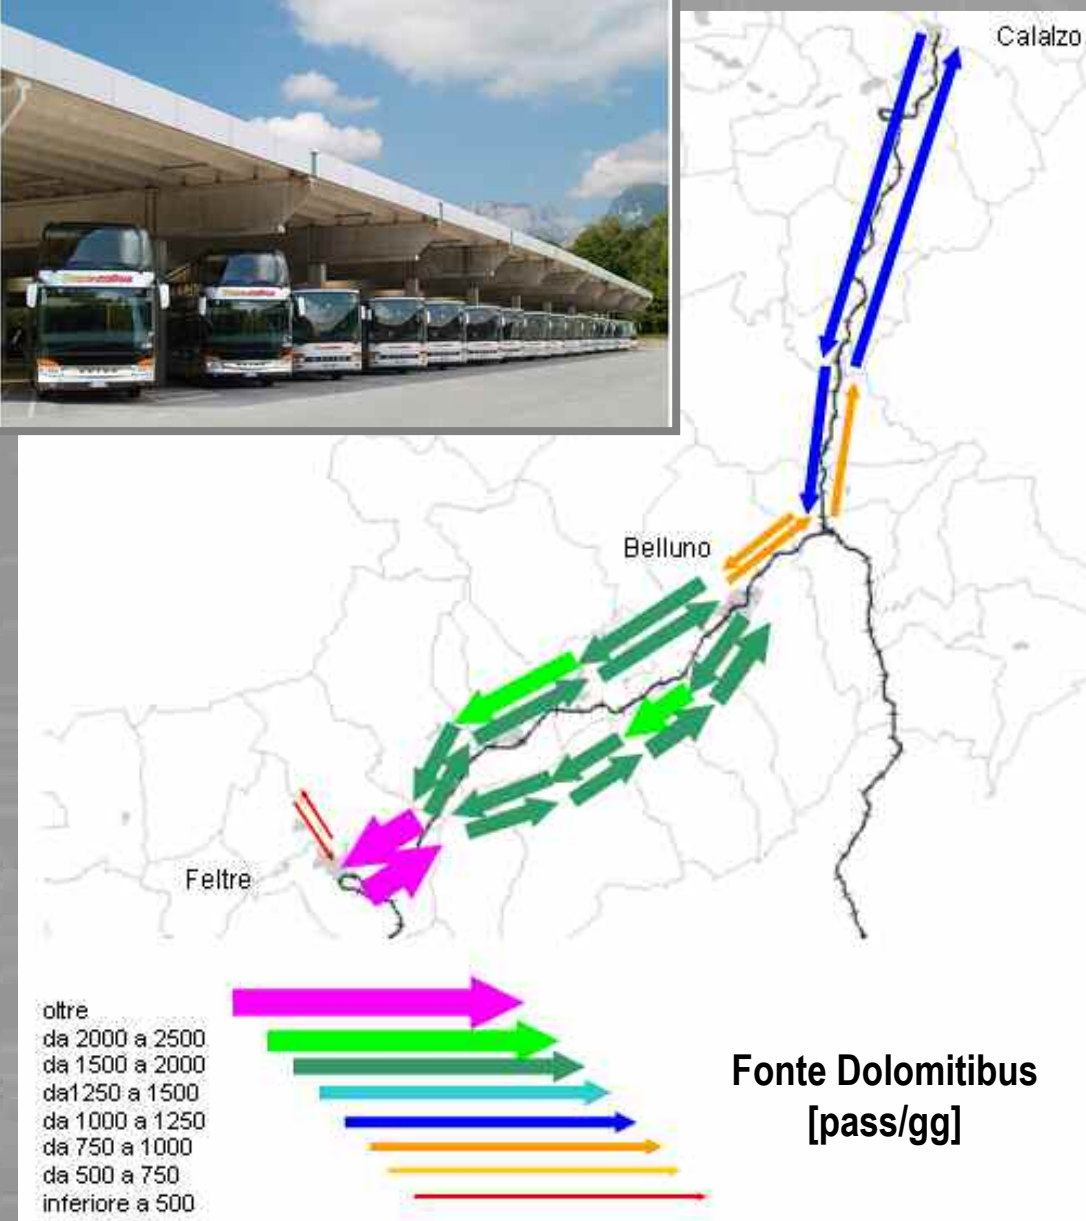 Calalzo
Belluno
Feltre
oltre
da 2000 a 2500
da 1500 a 2000
da1250 a 1500
da 1000 a 1250
da 750 a 1000
da 500 a 750
inferiore a 500
Fonte Dolomitibus
[pass/gg]